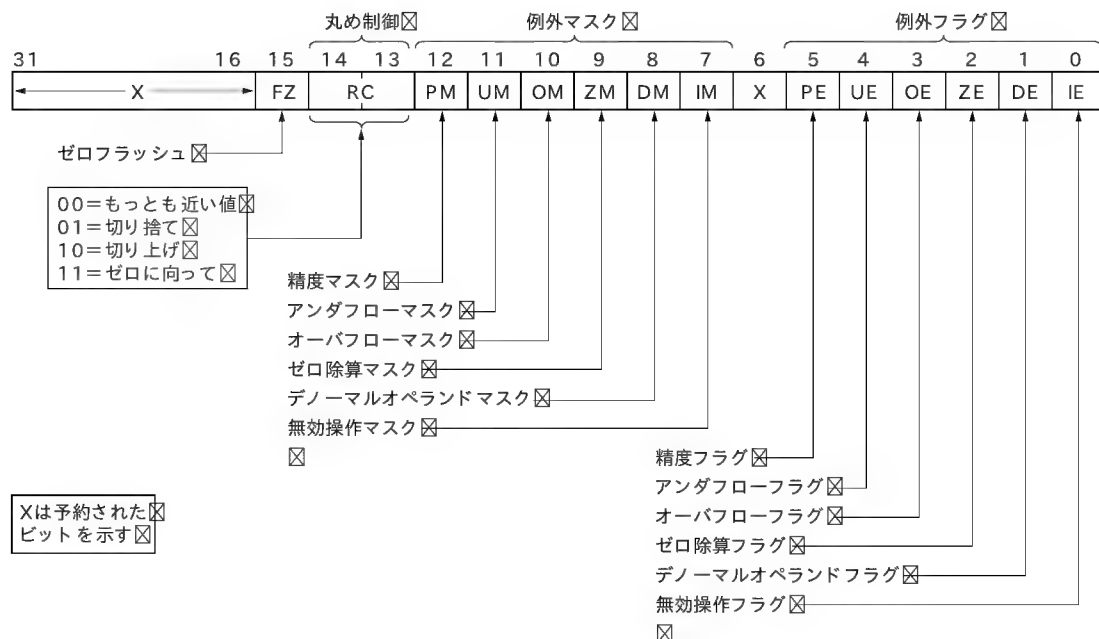 丸め制御 例外マスク 例外フラグ
31 16 15 14 13 12 11 10 9 8 7 6 5 4 3 2 1 0
X FZ RC PM UM OM ZM DM IM X PE UE OE ZE DE IE
ゼロフラッシュ
00=もっとも近い値
01=切り捨て
10=切り上げ
11=ゼロに向って
精度マスク
アンダフローマスク
オーバフローマスク
ゼロ除算マスク
デノーマルオペランドマスク
無効操作マスク
精度フラグ
アンダフローフラグ
オーバフローフラグ
ゼロ除算フラグ
デノーマルオペランドフラグ
無効操作フラグ
Xは予約された
ビットを示す